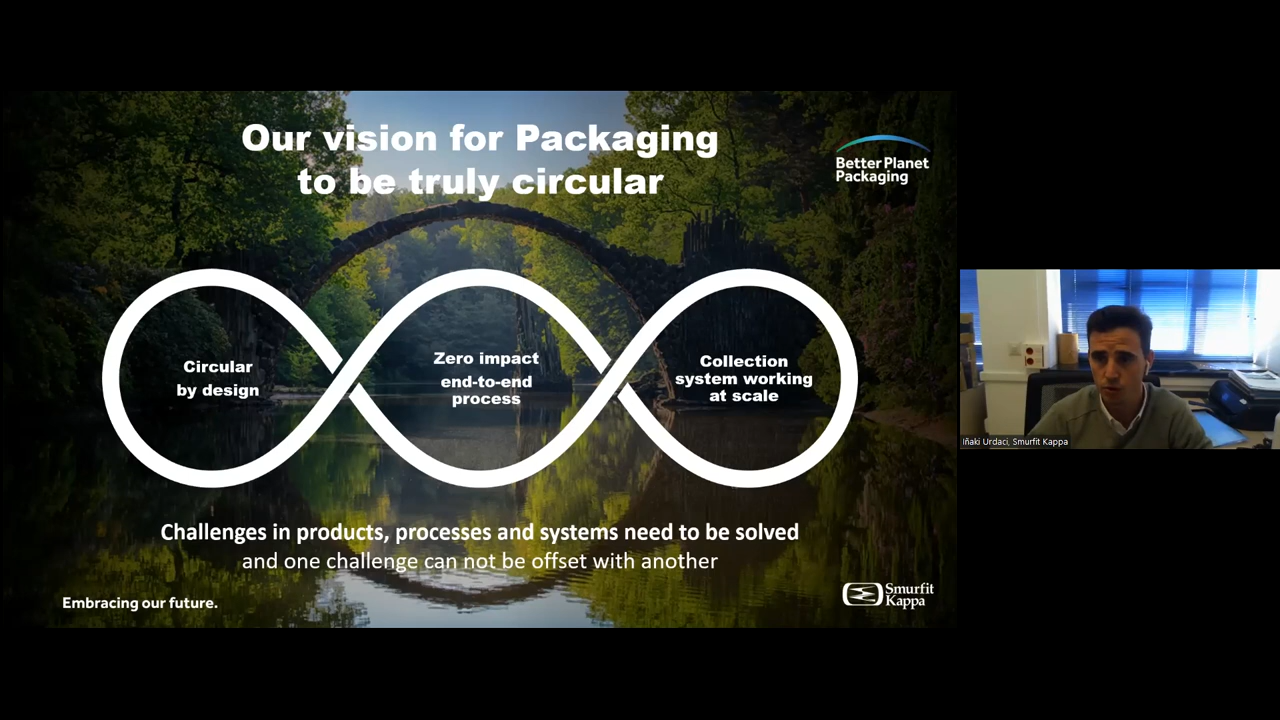 Our vision for Packaging
to be truly circular
Better Planet
Packaging
Circular
by design
Zero impact
end-to-end
process
Collection
system working
at scale
Challenges in products, processes and systems need to be solved
and one challenge can not be offset with another
Embracing our future.
Smurfit
Kappa
Iñaki Urdaci, Smurfit Kappa